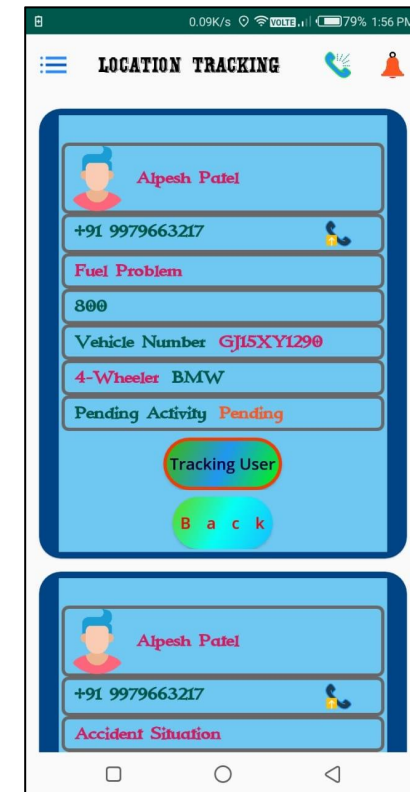 0.09K/s VOLTE 79% 1:56 PM
LOCATION TRACKING
Alpesh Patel
+91 9979663217
Fuel Problem
800
Vehicle Number GJ15XY1290
4-Wheeler BMW
Pending Activity Pending
Tracking User
B a c k
Alpesh Patel
+91 9979663217
Accident Situation